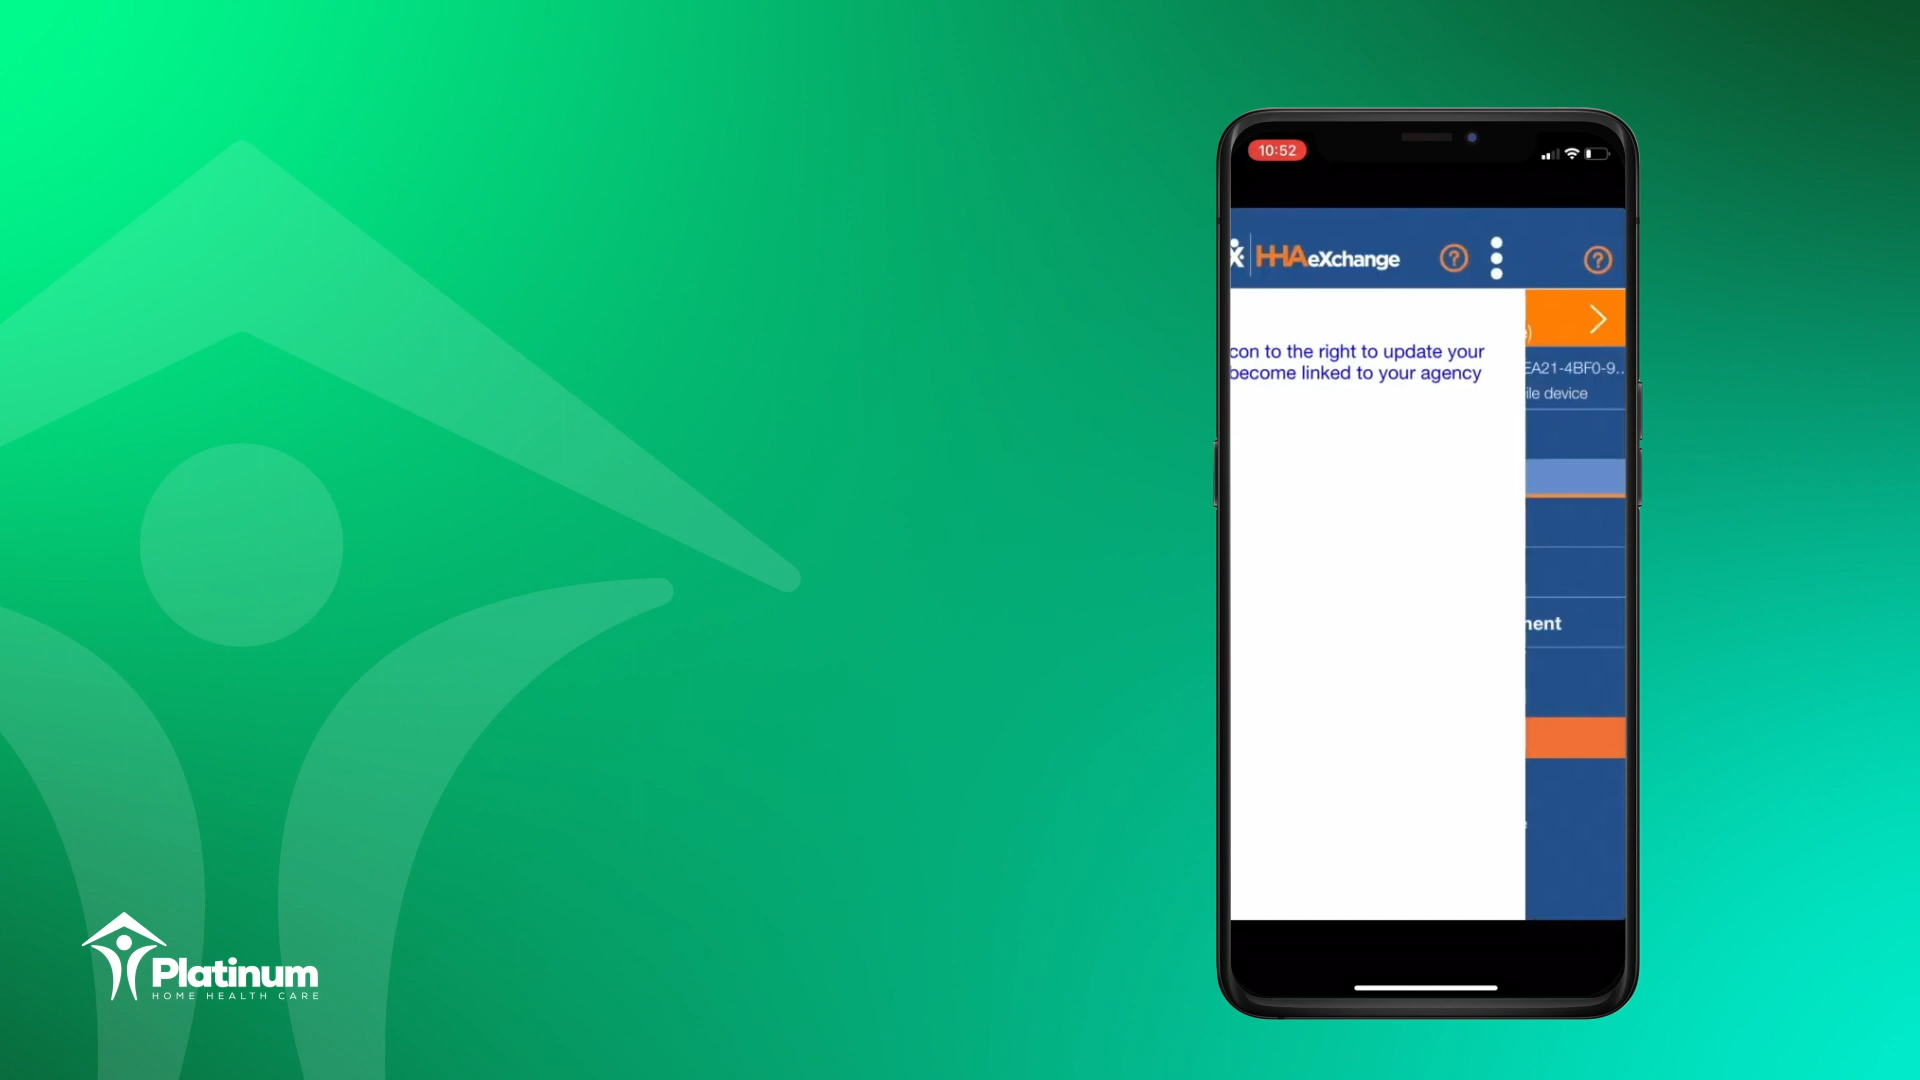 10:52
HHAeXchange
con to the right to update your
become linked to your agency
EA21-4BF0-9..
ile device
nent
Platinum
HOME HEALTH CARE